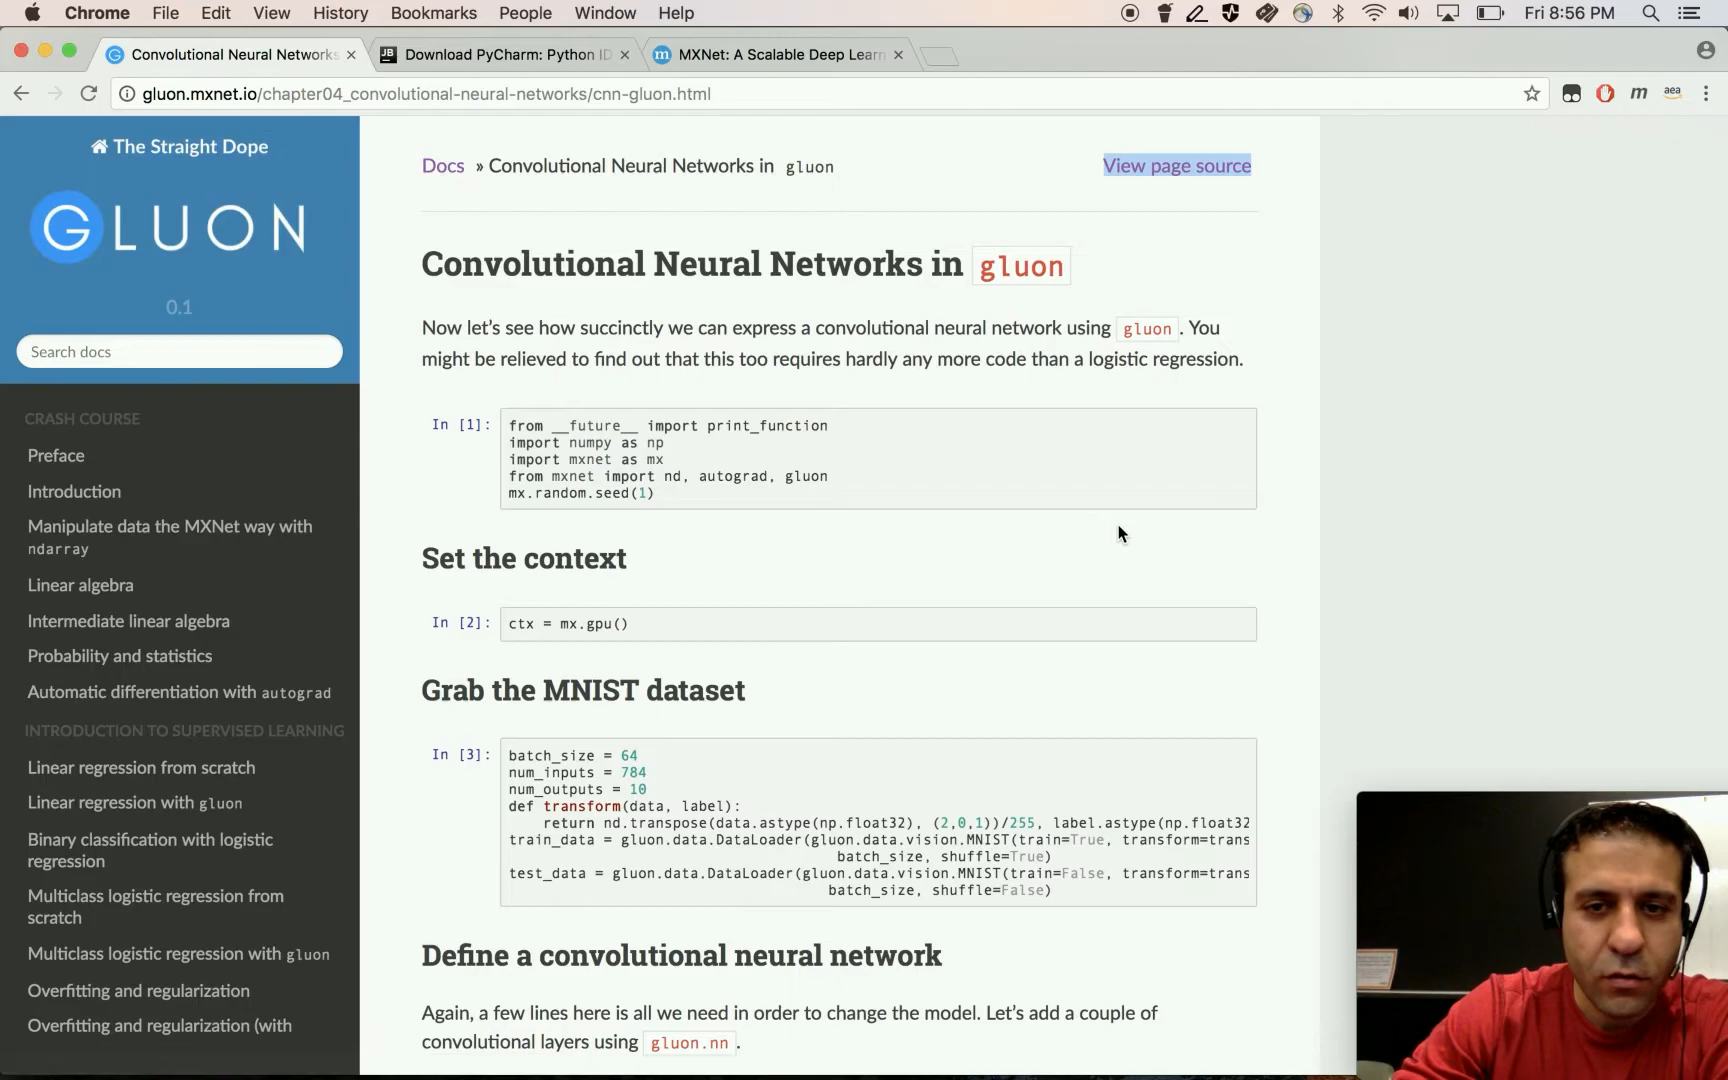 Chrome File Edit View History Bookmarks People Window Help Fri 8:56 PM
Convolutional Neural Networks Download PyCharm: Python ID MXNet: A Scalable Deep Learn
gluon.mxnet.io/chapter04_convolutional-neural-networks/cnn-gluon.html
The Straight Dope
GLUON
0.1
Search docs
CRASH COURSE
Preface
Introduction
Manipulate data the MXNet way with
ndarray
Linear algebra
Intermediate linear algebra
Probability and statistics
Automatic differentiation with autograd
INTRODUCTION TO SUPERVISED LEARNING
Linear regression from scratch
Linear regression with gluon
Binary classification with logistic
regression
Multiclass logistic regression from
scratch
Multiclass logistic regression with gluon
Overfitting and regularization
Overfitting and regularization (with
Docs » Convolutional Neural Networks in gluon View page source
Convolutional Neural Networks in gluon
Now let's see how succinctly we can express a convolutional neural network using gluon. You
might be relieved to find out that this too requires hardly any more code than a logistic regression.
In [1]: from __future__ import print_function
import numpy as np
import mxnet as mx
from mxnet import nd, autograd, gluon
mx.random.seed(1)
Set the context
In [2]: ctx = mx.gpu()
Grab the MNIST dataset
In [3]: batch_size = 64
num_inputs = 784
num_outputs = 10
def transform(data, label):
return nd.transpose(data.astype(np.float32), (2,0,1))/255, label.astype(np.float32
train_data = gluon.data.DataLoader(gluon.data.vision.MNIST(train=True, transform=trans
batch_size, shuffle=True)
test_data = gluon.data.DataLoader(gluon.data.vision.MNIST(train=False, transform=trans
batch_size, shuffle=False)
Define a convolutional neural network
Again, a few lines here is all we need in order to change the model. Let's add a couple of
convolutional layers using gluon.nn.